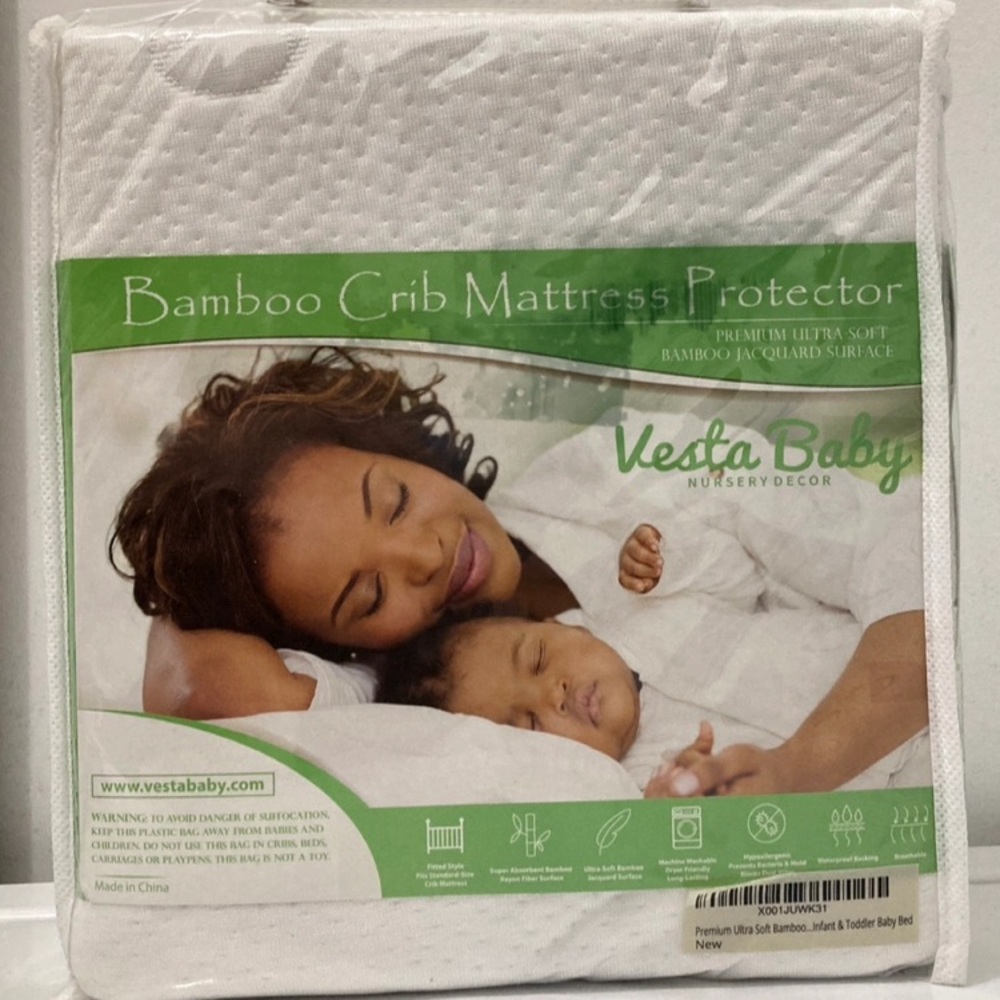 Bamboo Crib Mattress Protector
PREMIUM ULTRA SOFT
BAMBOO JACQUARD SURFACE
Vesta Baby
NURSERY DECOR
www.vestababy.com
WARNING: TO AVOID DANGER OF SUFFOCATION,
KEEP THIS PLASTIC BAG AWAY FROM BABIES AND
CHILDREN. DO NOT USE THIS BAG IN CRIBS, BEDS,
CARRIAGES OR PLAYPENS. THIS BAG IS NOT A TOY.
Made in China
Fitted Style
Fits Standard Size
Crib Mattress
Super Absorbent Bamboo
Rayon Fiber Surface
Ultra Soft Bamboo
Jacquard Surface
Machine Washable
Dryer Friendly
Long Lasting
Hypoallergenic
Prevents Bacteria & Mold
Waterproof Backing
Breathable
X001JUWK31
Premium Ultra Soft Bamboo...Infant & Toddler Baby Bed
New